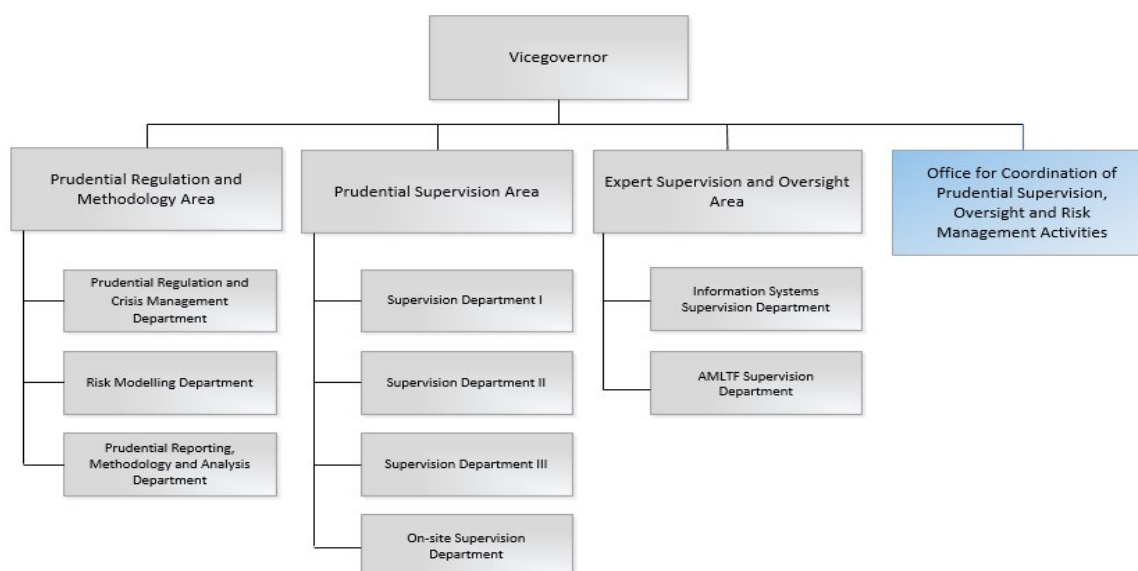 Vicegovernor
Prudential Regulation and
Methodology Area
Prudential Supervision Area
Expert Supervision and Oversight
Area
Office for Coordination of
Prudential Supervision,
Oversight and Risk
Management Activities
Prudential Regulation and
Crisis Management
Department
Risk Modelling Department
Prudential Reporting,
Methodology and Analysis
Department
Supervision Department I
Supervision Department II
Supervision Department III
On-site Supervision
Department
Information Systems
Supervision Department
AMLTF Supervision
Department